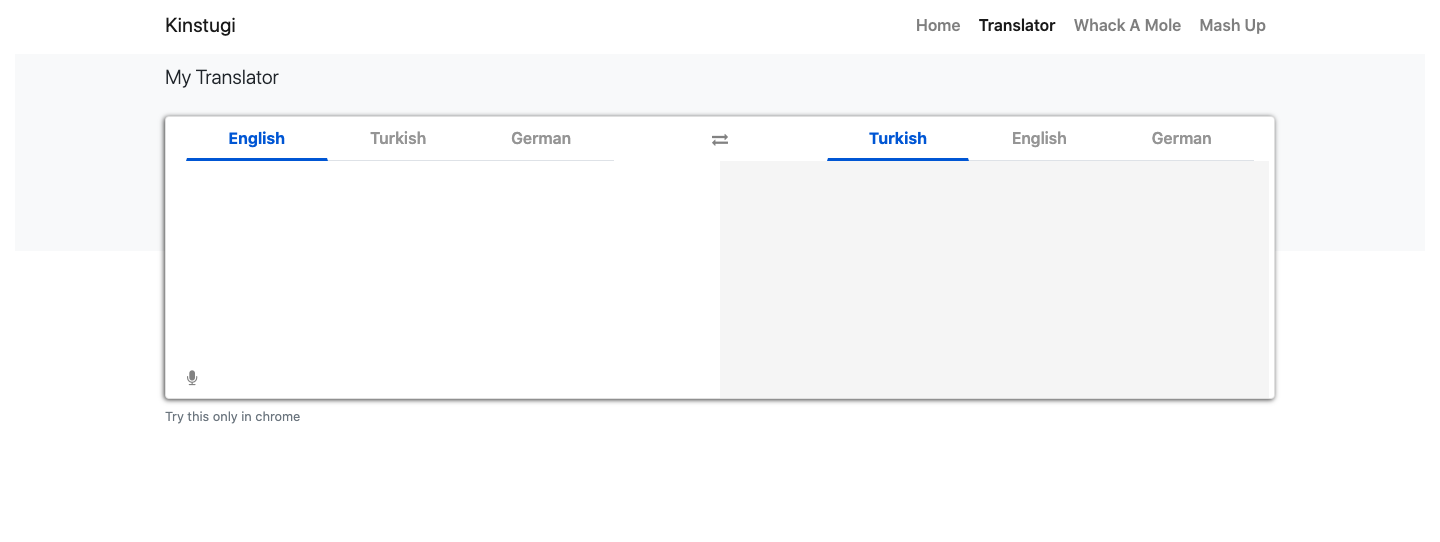 Kinstugi Home Translator Whack A Mole Mash Up
My Translator
English Turkish German Turkish English German
Try this only in chrome